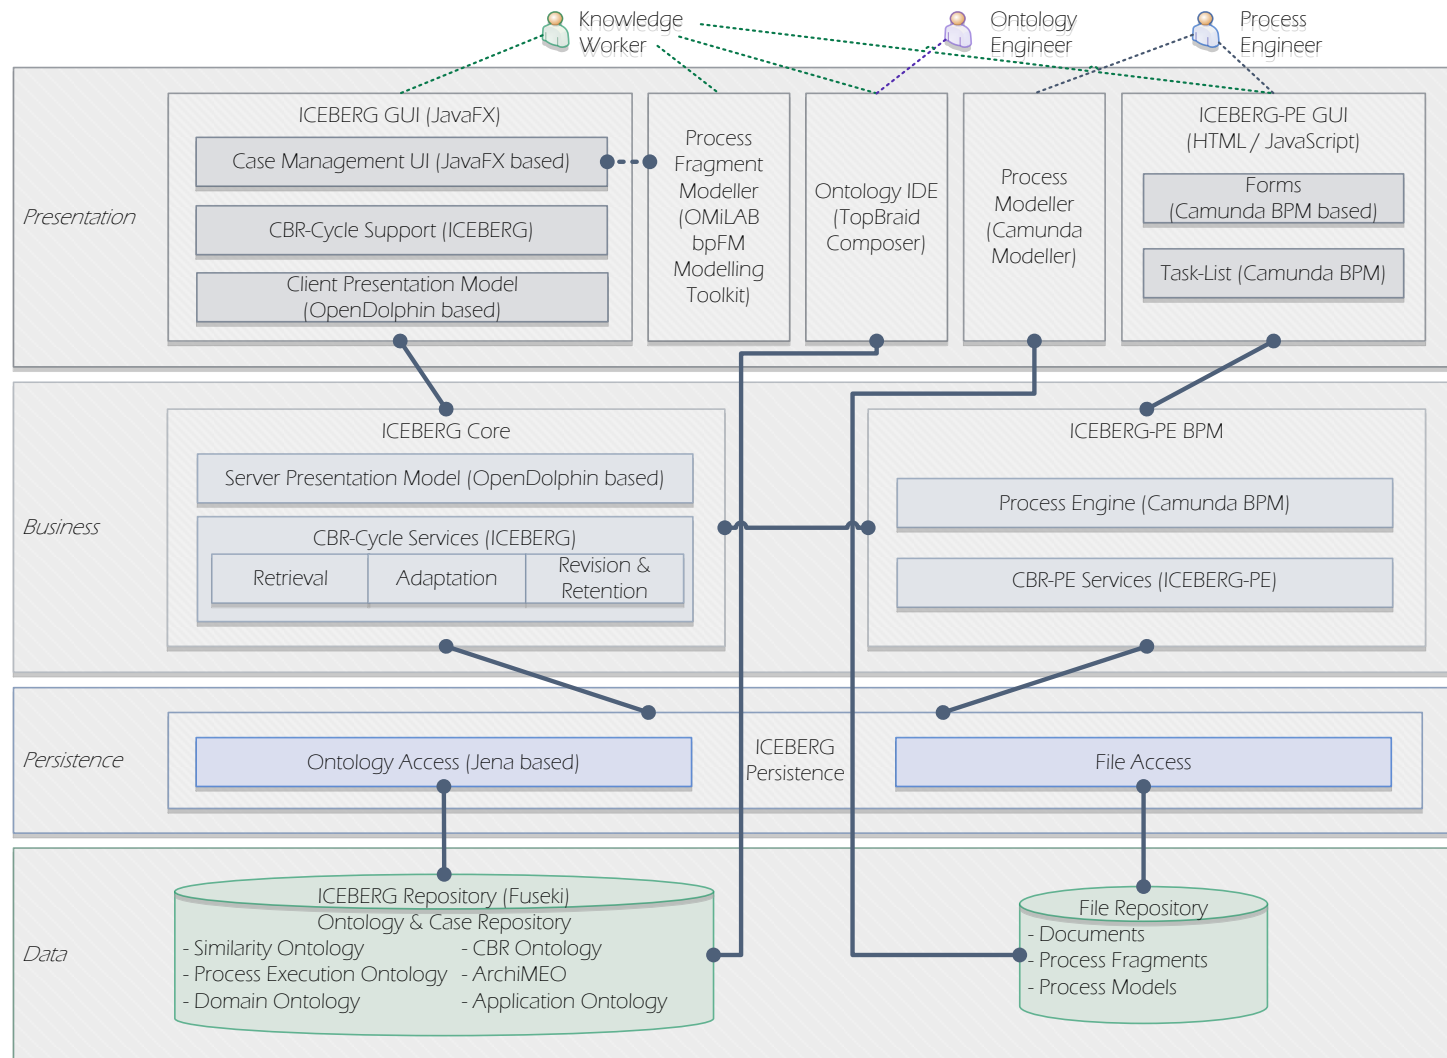 Knowledge
Worker
Ontology
Engineer
Process
Engineer
Presentation
ICEBERG GUI (JavaFX)
Case Management UI (JavaFX based)
CBR-Cycle Support (ICEBERG)
Client Presentation Model
(OpenDolphin based)
Process
Fragment
Modeller
(OMiLAB
bpFM
Modelling
Toolkit)
Ontology IDE
(TopBraid
Composer)
Process
Modeller
(Camunda
Modeller)
ICEBERG-PE GUI
(HTML / JavaScript)
Forms
(Camunda BPM based)
Task-List (Camunda BPM)
Business
ICEBERG Core
Server Presentation Model (OpenDolphin based)
CBR-Cycle Services (ICEBERG)
Retrieval
Adaptation
Revision &
Retention
ICEBERG-PE BPM
Process Engine (Camunda BPM)
CBR-PE Services (ICEBERG-PE)
Persistence
Ontology Access (Jena based)
ICEBERG
Persistence
File Access
Data
ICEBERG Repository (Fuseki)
Ontology & Case Repository
- Similarity Ontology
- Process Execution Ontology
- Domain Ontology
- CBR Ontology
- ArchiMEO
- Application Ontology
File Repository
- Documents
- Process Fragments
- Process Models